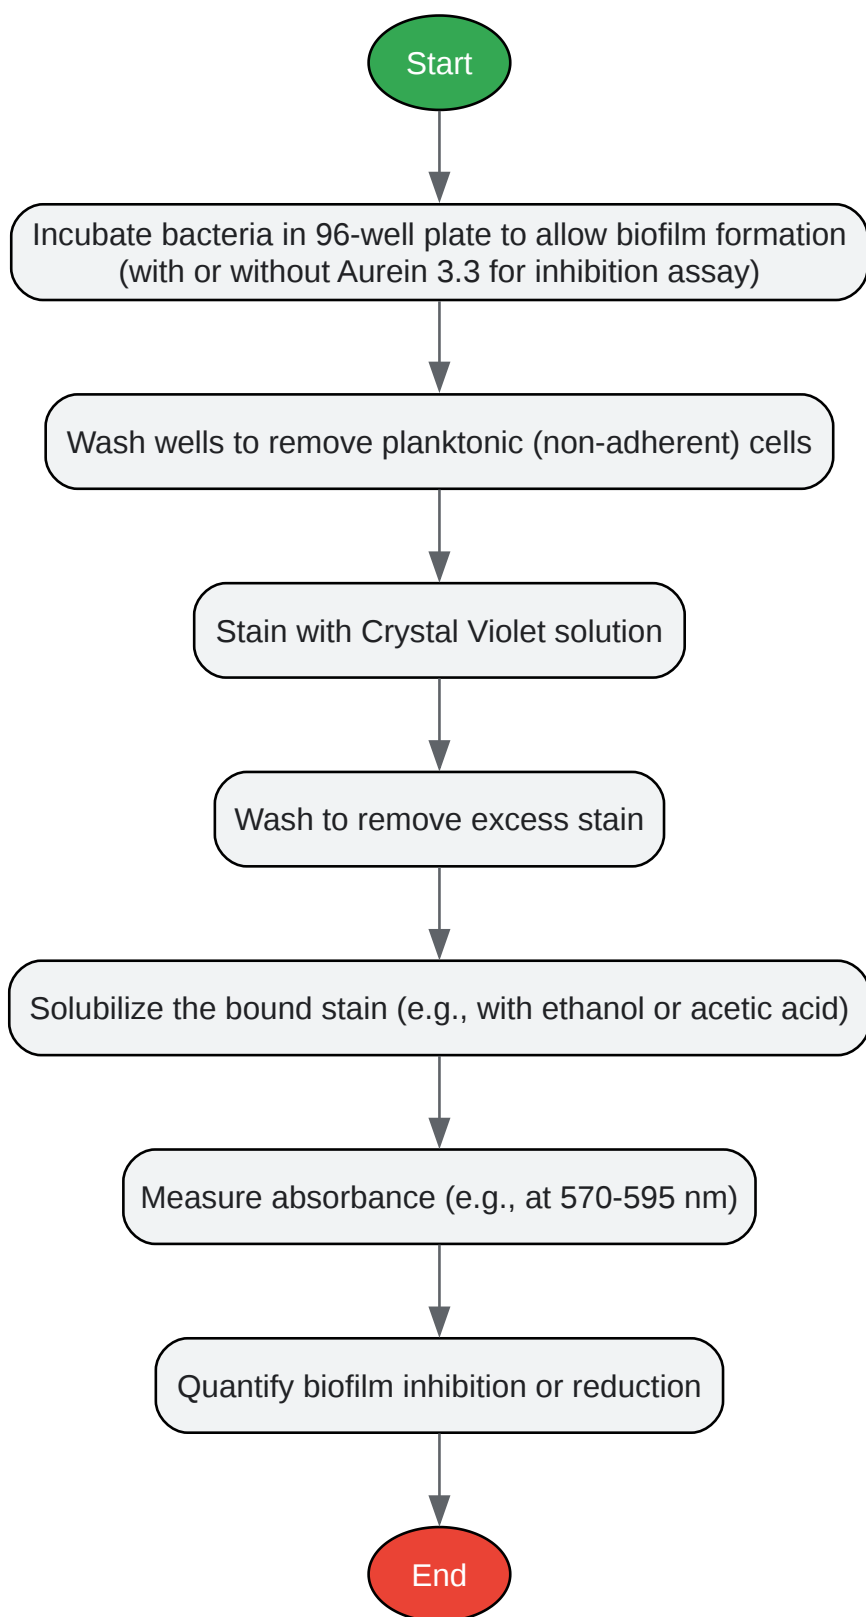 Start
Incubate bacteria in 96-well plate to allow biofilm formation
(with or without Aurein 3.3 for inhibition assay)
Wash wells to remove planktonic (non-adherent) cells
Stain with Crystal Violet solution
Wash to remove excess stain
Solubilize the bound stain (e.g., with ethanol or acetic acid)
Measure absorbance (e.g., at 570-595 nm)
Quantify biofilm inhibition or reduction
End